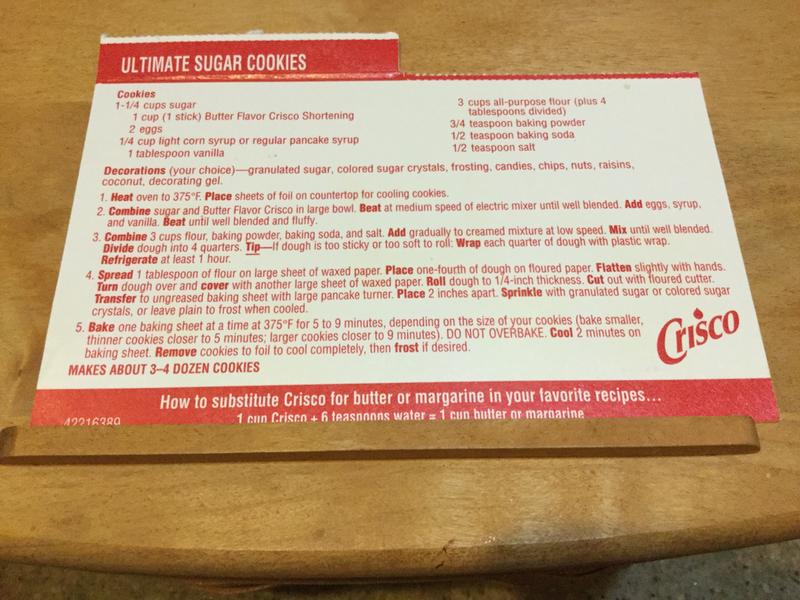 ULTIMATE SUGAR COOKIES
Cookies
1-1/4 cups sugar
1 cup (1 stick) Butter Flavor Crisco Shortening
2 eggs
1/4 cup light corn syrup or regular pancake syrup
1 tablespoon vanilla
3 cups all-purpose flour (plus 4
tablespoons divided)
3/4 teaspoon baking powder
1/2 teaspoon baking soda
1/2 teaspoon salt
Decorations (your choice)—granulated sugar, colored sugar crystals, frosting, candies, chips, nuts, raisins,
coconut, decorating gel.
1. Heat oven to 375°F. Place sheets of foil on countertop for cooling cookies.
2. Combine sugar and Butter Flavor Crisco in large bowl. Beat at medium speed of electric mixer until well blended. Add eggs, syrup,
and vanilla. Beat until well blended and fluffy.
3. Combine 3 cups flour, baking powder, baking soda, and salt. Add gradually to creamed mixture at low speed. Mix until well blended.
Divide dough into 4 quarters. Tip—If dough is too sticky or too soft to roll: Wrap each quarter of dough with plastic wrap.
Refrigerate at least 1 hour.
4. Spread 1 tablespoon of flour on large sheet of waxed paper. Place one-fourth of dough on floured paper. Flatten slightly with hands.
Turn dough over and cover with another large sheet of waxed paper. Roll dough to 1/4-inch thickness. Cut out with floured cutter.
Transfer to ungreased baking sheet with large pancake turner. Place 2 inches apart. Sprinkle with granulated sugar or colored sugar
crystals, or leave plain to frost when cooled.
5. Bake one baking sheet at a time at 375°F for 5 to 9 minutes, depending on the size of your cookies (bake smaller,
thinner cookies closer to 5 minutes; larger cookies closer to 9 minutes). DO NOT OVERBAKE. Cool 2 minutes on
baking sheet. Remove cookies to foil to cool completely, then frost if desired.
Crisco
MAKES ABOUT 3–4 DOZEN COOKIES
How to substitute Crisco for butter or margarine in your favorite recipes...
42216389
1 cup Crisco + 6 teaspoons water = 1 cup butter or margarine